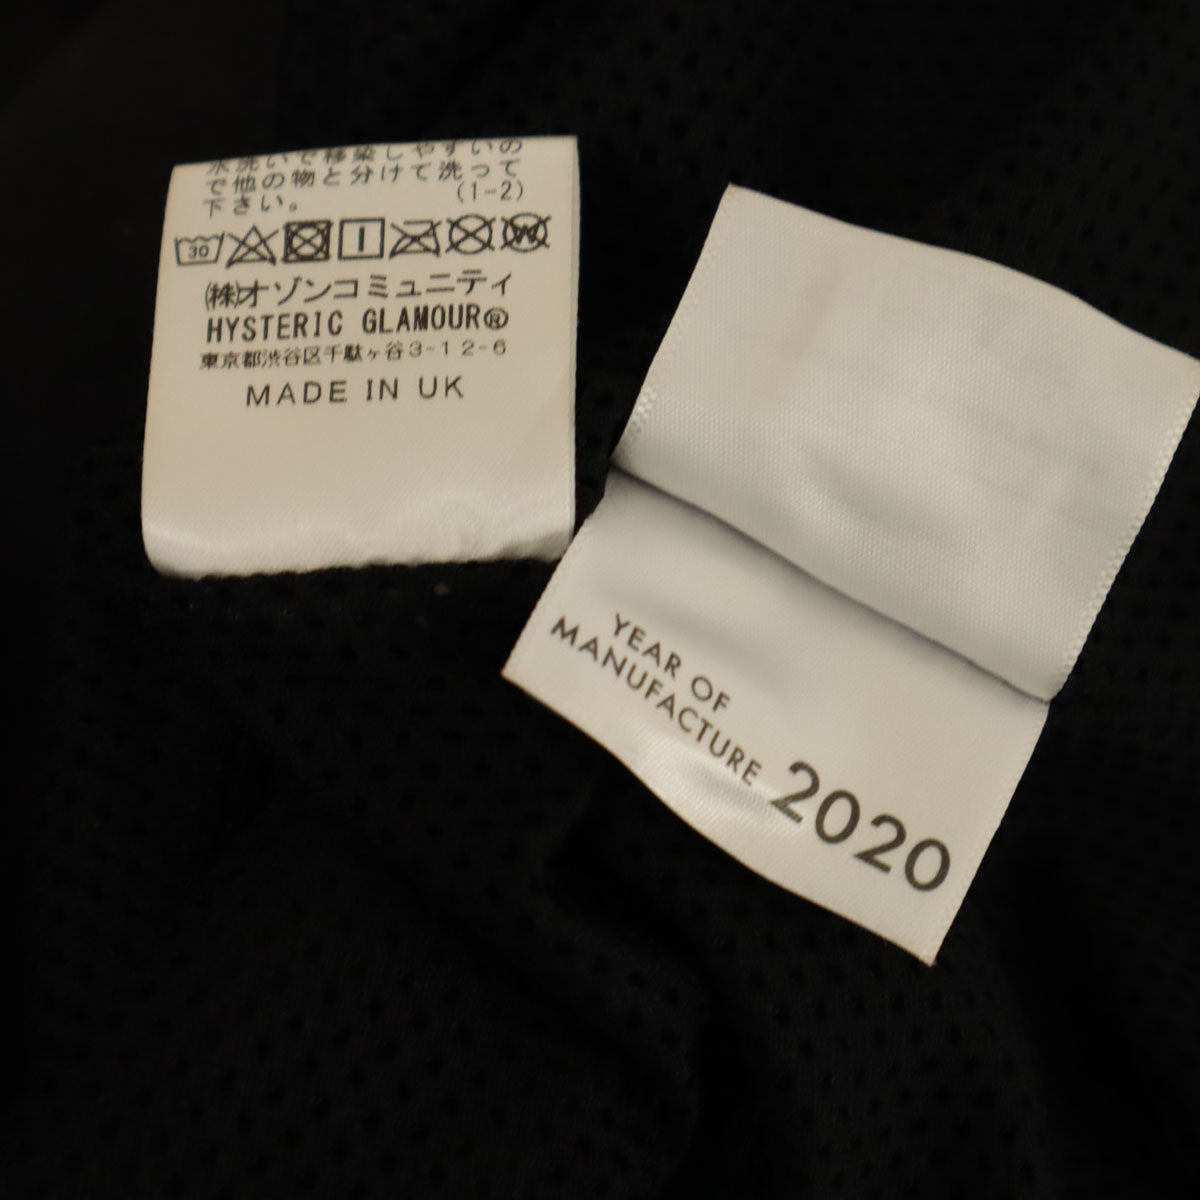 水洗いで移染しやすいの
で他の物と分けて洗って
下さい。 (1-2)
30 W
㈱オゾンコミュニティ
HYSTERIC GLAMOUR®
東京都渋谷区千駄ヶ谷3-12-6
MADE IN UK
YEAR OF
MANUFACTURE 2020